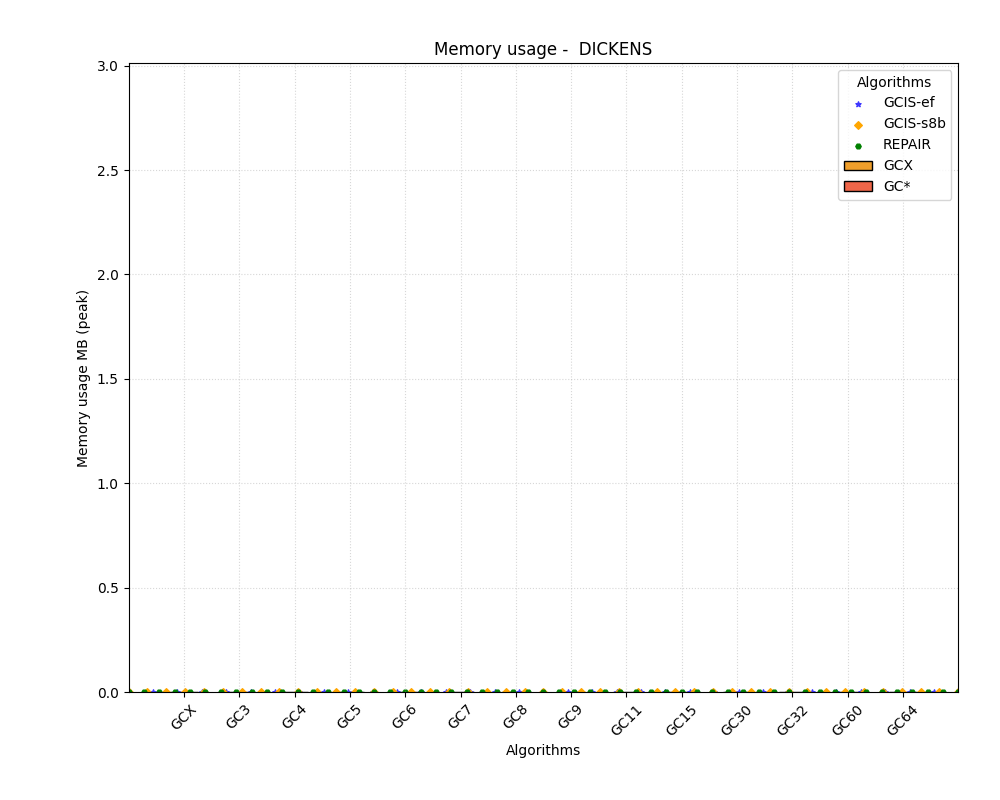 Memory usage -  DICKENS
3.0
2.5
2.0
1.5
1.0
0.5
0.0
Memory usage MB (peak)
Algorithms
GCIS-ef
GCIS-s8b
REPAIR
GCX
GC*
GCX
GC3
GC4
GC5
GC6
GC7
GC8
GC9
GC11
GC15
GC30
GC32
GC60
GC64
Algorithms